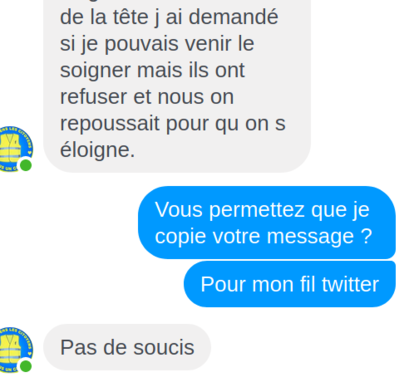 de la tête j ai demandé
si je pouvais venir le
soigner mais ils ont
refuser et nous on
repoussait pour qu on s
éloigne.
Vous permettez que je
copie votre message ?
Pour mon fil twitter
Pas de soucis